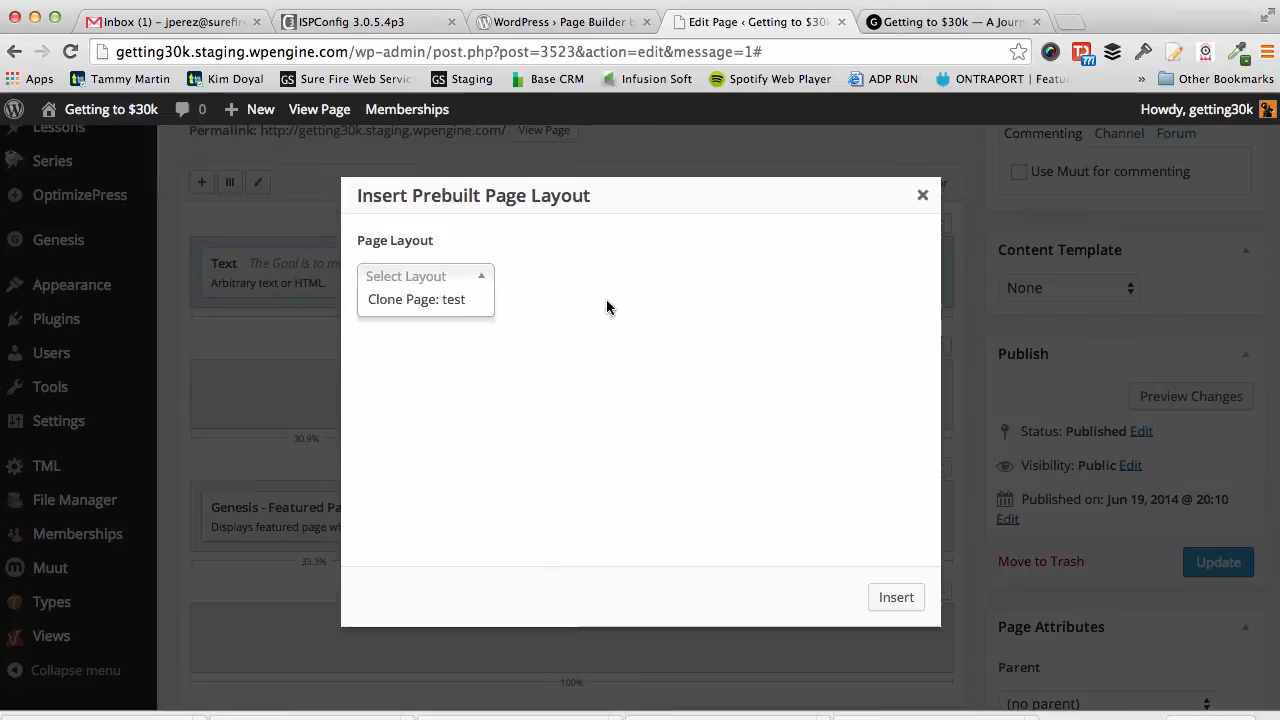 Inbox (1) – jperez@surefire
ISPConfig 3.0.5.4p3
WordPress › Page Builder b
Edit Page ‹ Getting to $30k
Getting to $30k — A Journ
getting30k.staging.wpengine.com/wp-admin/post.php?post=3523&action=edit&message=1#
Apps
Tammy Martin
Kim Doyal
GS Sure Fire Web Servic
GS Staging
Base CRM
Infusion Soft
Spotify Web Player
ADP RUN
ONTRAPORT | Featu
»
Other Bookmarks
Getting to $30k
0
+ New
View Page
Memberships
Howdy, getting30k
Lessons
Series
OptimizePress
Genesis
Appearance
Plugins
Users
Tools
Settings
TML
File Manager
Memberships
Muut
Types
Views
Collapse menu
Permalink: http://getting30k.staging.wpengine.com/
View Page
Text The Goal is to m
Arbitrary text or HTML.
30.9%
Genesis - Featured Pa
Displays featured page wi
33.3%
100%
Insert Prebuilt Page Layout
Page Layout
Select Layout
Clone Page: test
Insert
Commenting Channel Forum
Use Muut for commenting
Content Template
None
Publish
Preview Changes
Status: Published Edit
Visibility: Public Edit
Published on: Jun 19, 2014 @ 20:10
Edit
Move to Trash
Update
Page Attributes
Parent
(no parent)